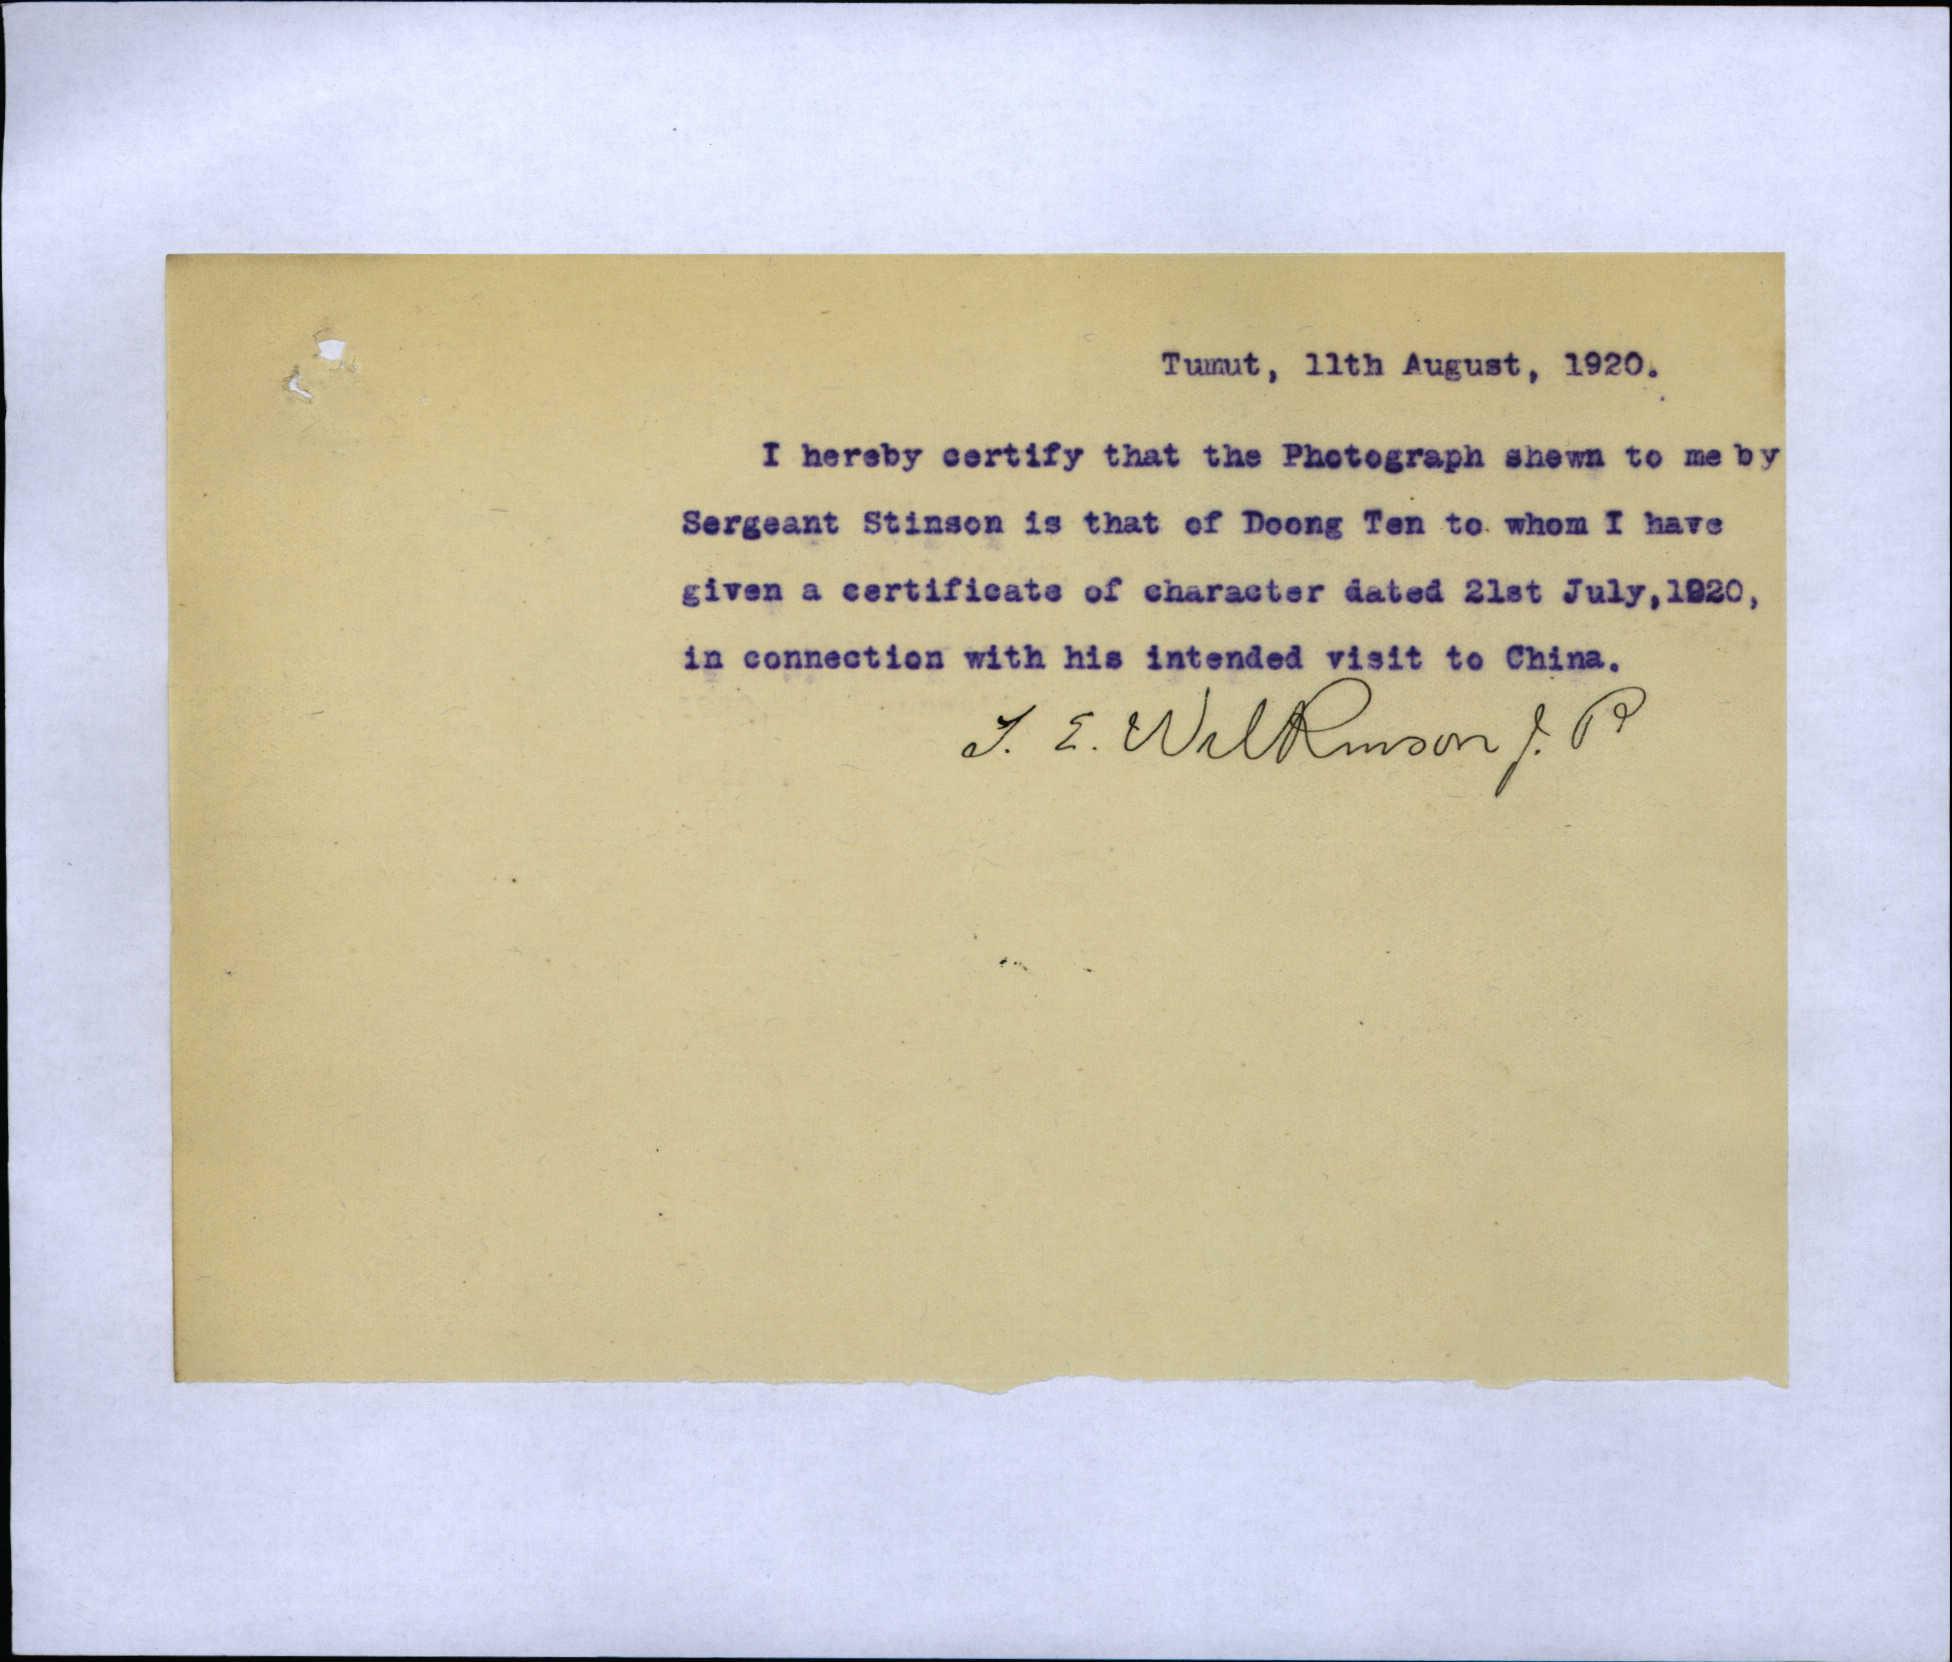 Tumut, 11th August, 1920.
I hereby certify that the Photograph shewn to me by
Sergeant Stinson is that of Doong Ten to whom I have
given a certificate of character dated 21st July, 1920,
in connection with his intended visit to China.
T. E. Wilkinson J. P